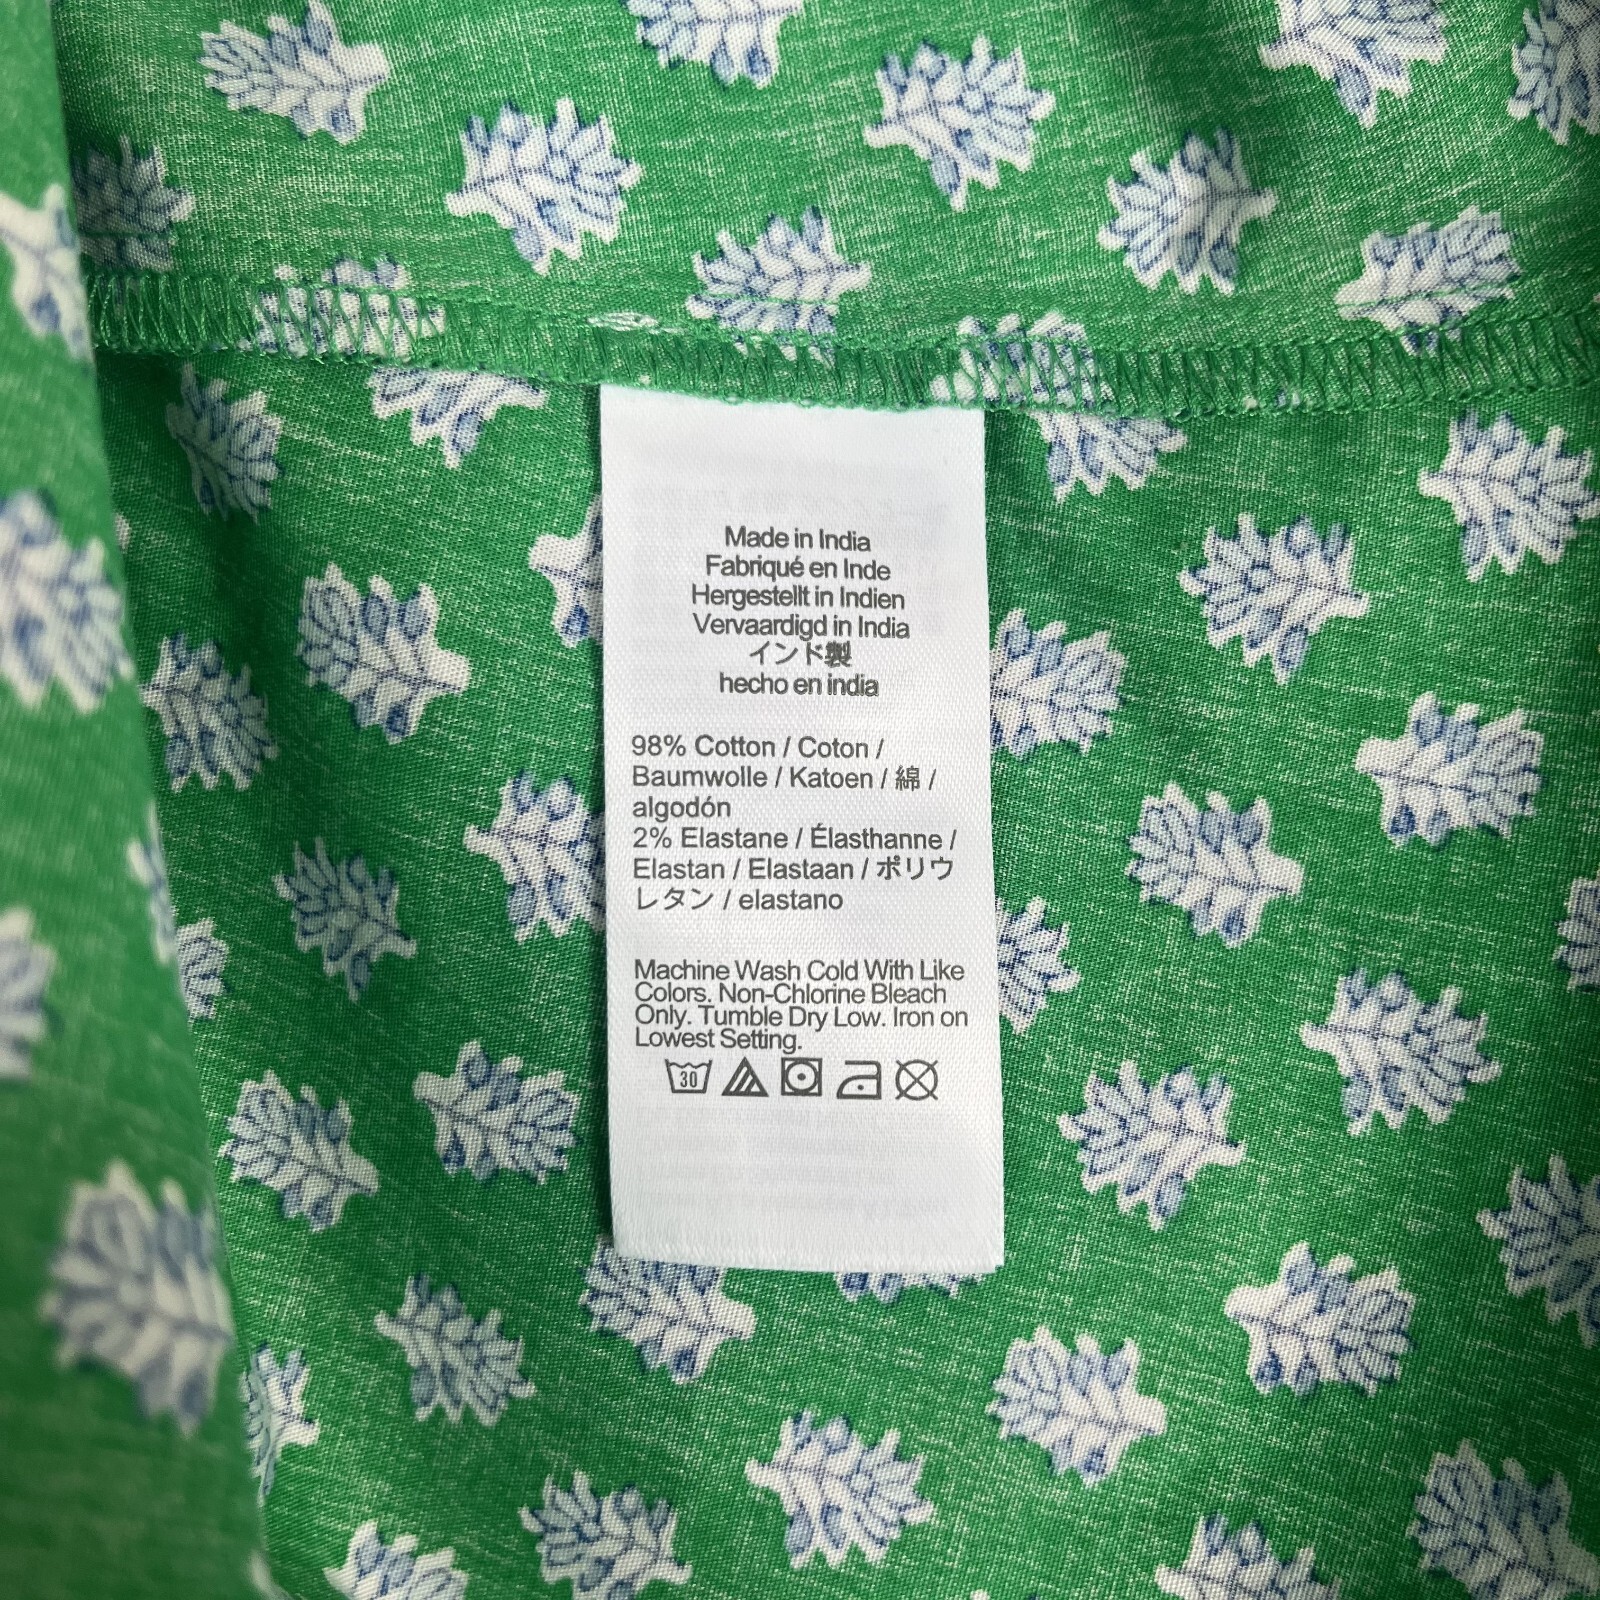 Made in India
Fabriqué en Inde
Hergestellt in Indien
Vervaardigd in India
インド製
hecho en india
98% Cotton / Coton /
Baumwolle / Katoen / 綿 /
algodón
2% Elastane / Élasthanne /
Elastan / Elastaan / ポリウ
レタン / elastano
Machine Wash Cold With Like
Colors. Non-Chlorine Bleach
Only. Tumble Dry Low. Iron on
Lowest Setting.
30